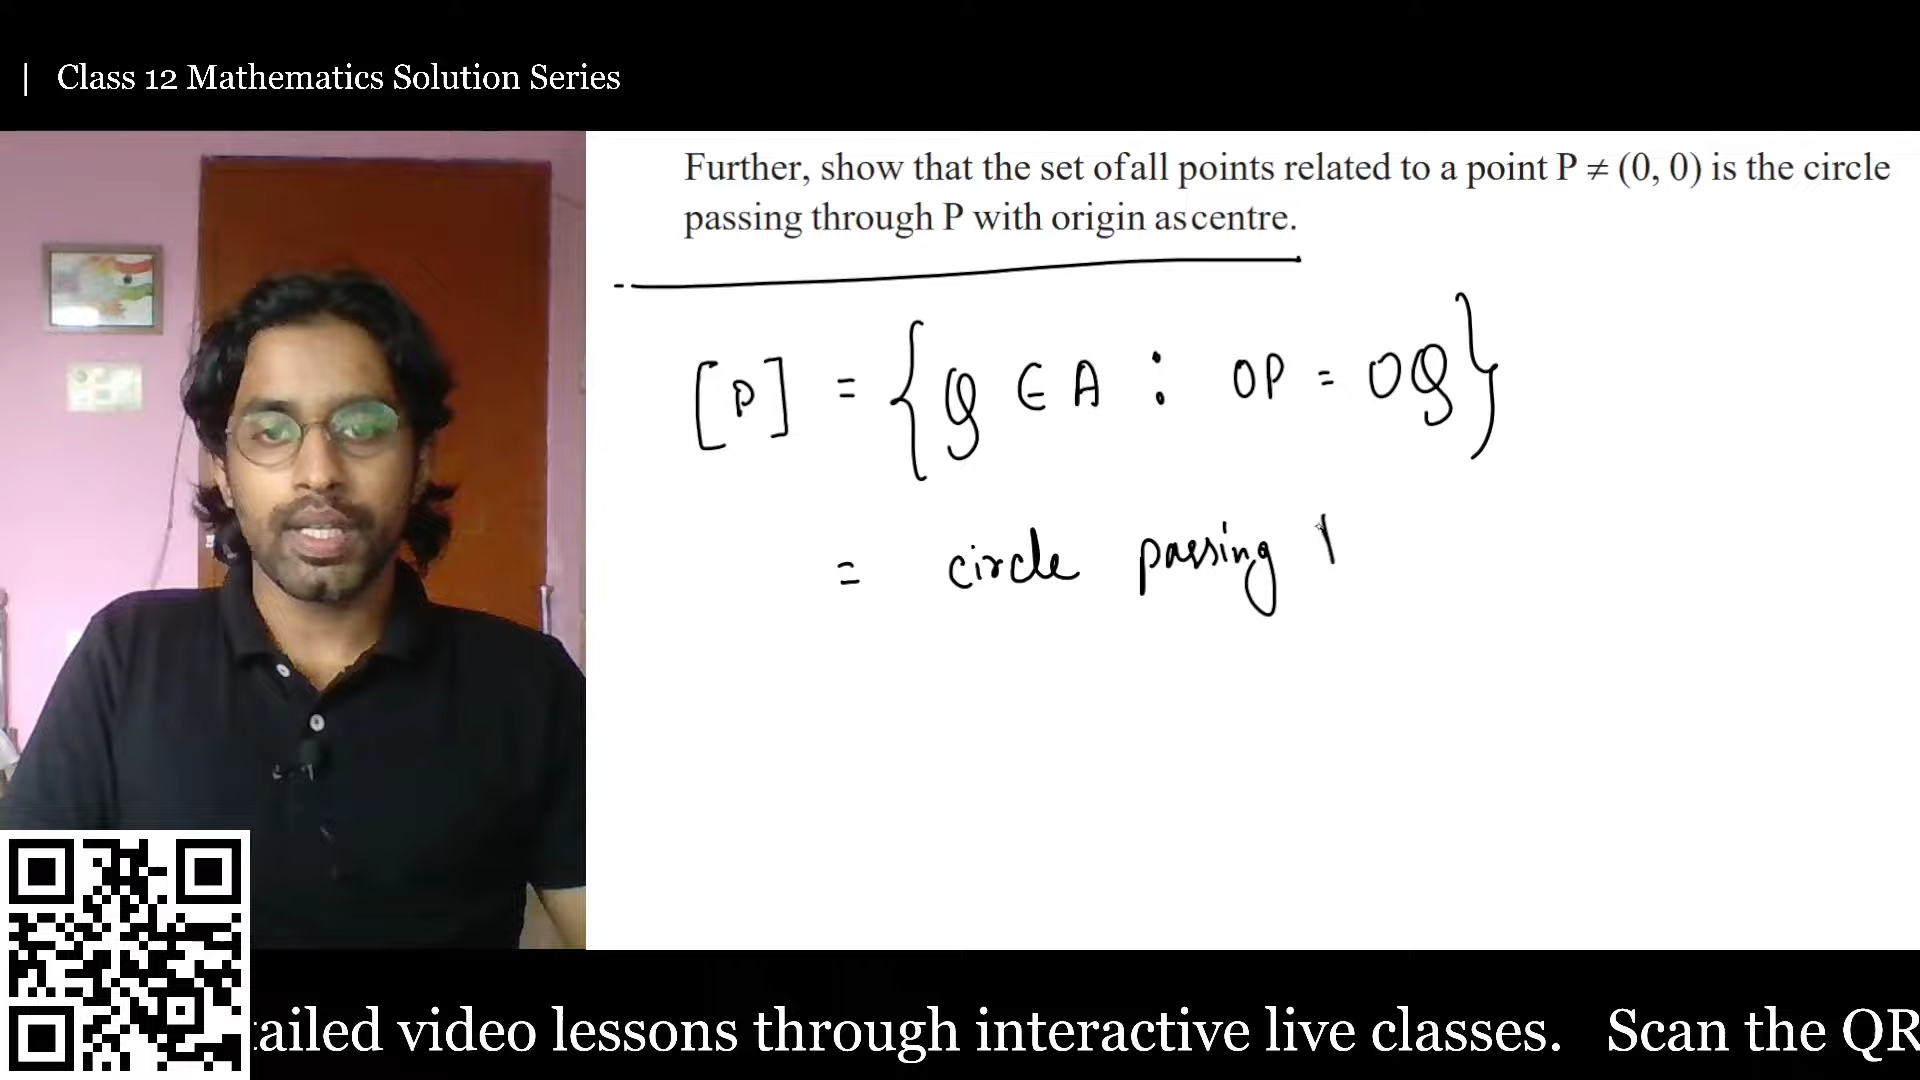 | Class 12 Mathematics Solution Series
Further, show that the set of all points related to a point P ≠ (0, 0) is the circle
passing through P with origin as centre.
[P] = {Q ∈ A : OP = OQ}
= circle passing
tailed video lessons through interactive live classes. Scan the QR